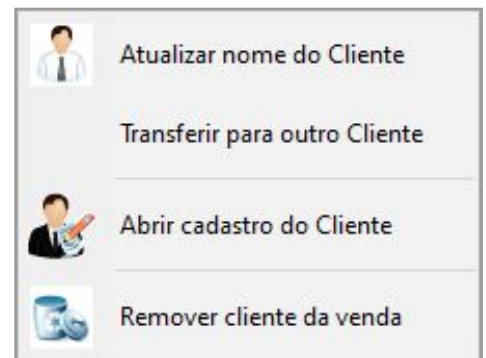 Atualizar nome do Cliente
Transferir para outro Cliente
Abrir cadastro do Cliente
Remover cliente da venda